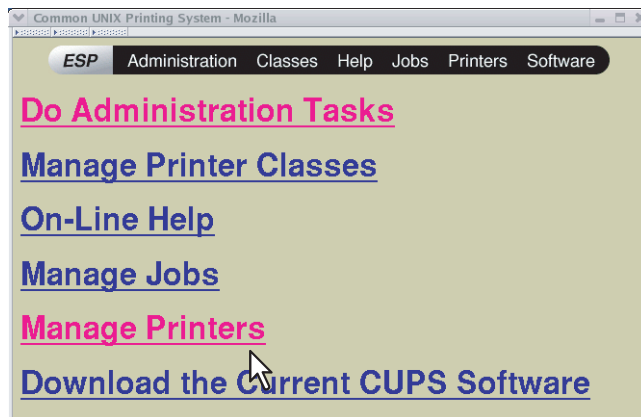 Common UNIX Printing System - Mozilla
ESP Administration Classes Help Jobs Printers Software
Do Administration Tasks
Manage Printer Classes
On-Line Help
Manage Jobs
Manage Printers
Download the Current CUPS Software